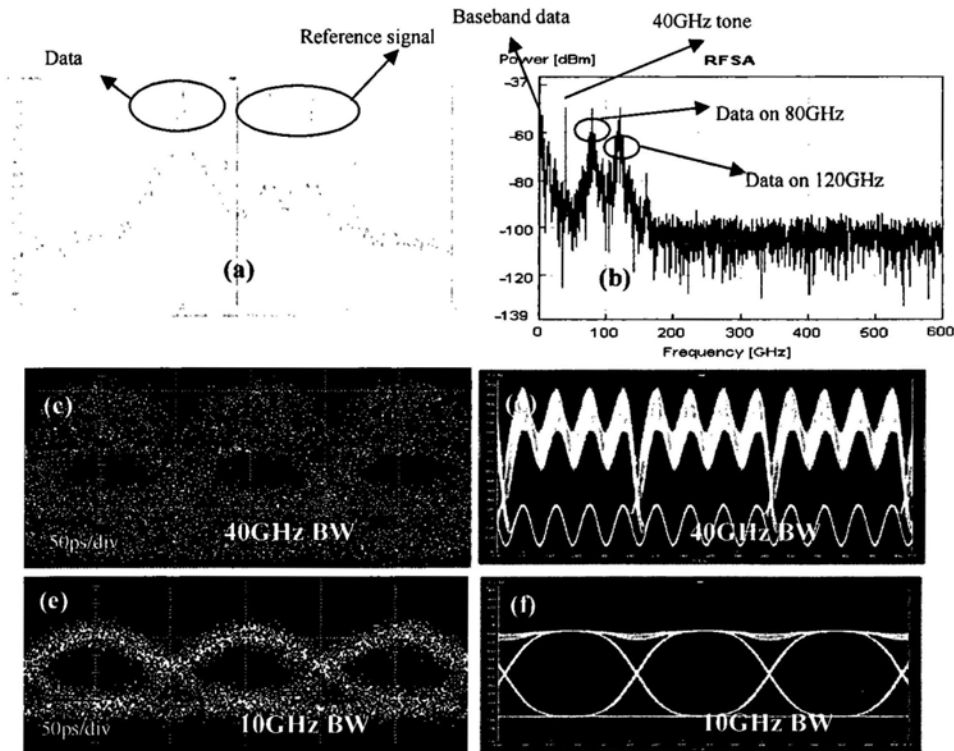 Data
Reference signal
(a)
Baseband data
40GHz tone
Power [dBm]
RFSA
-37
-60
-80
-100
-120
-139
Data on 80GHz
Data on 120GHz
(b)
0
100
200
300
400
500
600
Frequency [GHz]
(c)
50ps/div
40GHz BW
40GHz BW
(e)
50ps/div
10GHz BW
(f)
10GHz BW